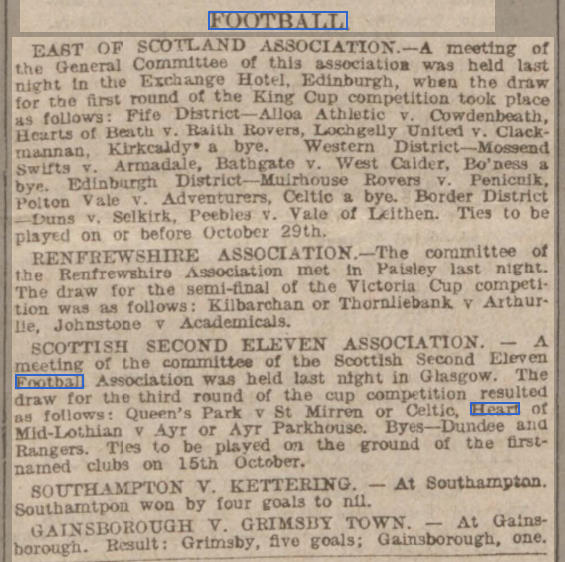 FOOTBALL
EAST OF SCOTLAND ASSOCIATION.—A meeting of
the General Committee of this association was held last
night in the Exchange Hotel, Edinburgh, when the draw
for the first round of the King Cup competition took place
as follows: Fife District—Alloa Athletic v. Cowdenbeath,
Hearts of Beath v. Raith Rovers, Lochgelly United v. Clack-
mannan, Kirkcaldy a bye. Western District—Mossend
Swifts v. Armadale, Bathgate v. West Calder, Bo'ness a
bye. Edinburgh District—Muirhouse Rovers v. Penicnik,
Polton Vale v. Adventurers, Celtic a bye. Border District
—Duns v. Selkirk, Peebles v. Vale of Leithen. Ties to be
played on or before October 29th.
RENFREWSHIRE ASSOCIATION.—The committee of
the Renfrewshire Association met in Paisley last night.
The draw for the semi-final of the Victoria Cup competi-
tion was as follows: Kilbarchan or Thornliebank v Arthur-
lie, Johnstone v Academicals.
SCOTTISH SECOND ELEVEN ASSOCIATION. — A
meeting of the committee of the Scottish Second Eleven
Footbal Association was held last night in Glasgow. The
draw for the third round of the cup competition resulted
as follows: Queen's Park v St Mirren or Celtic, Heart of
Mid-Lothian v Ayr or Ayr Parkhouse. Byes—Dundee and
Rangers. Ties to be played on the ground of the first-
named clubs on 15th October.
SOUTHAMPTON V. KETTERING. — At Southampton.
Southamtpon won by four goals to nil.
GAINSBOROUGH V. GRIMSBY TOWN. — At Gains-
borough. Result: Grimsby, five goals; Gainsborough, one.